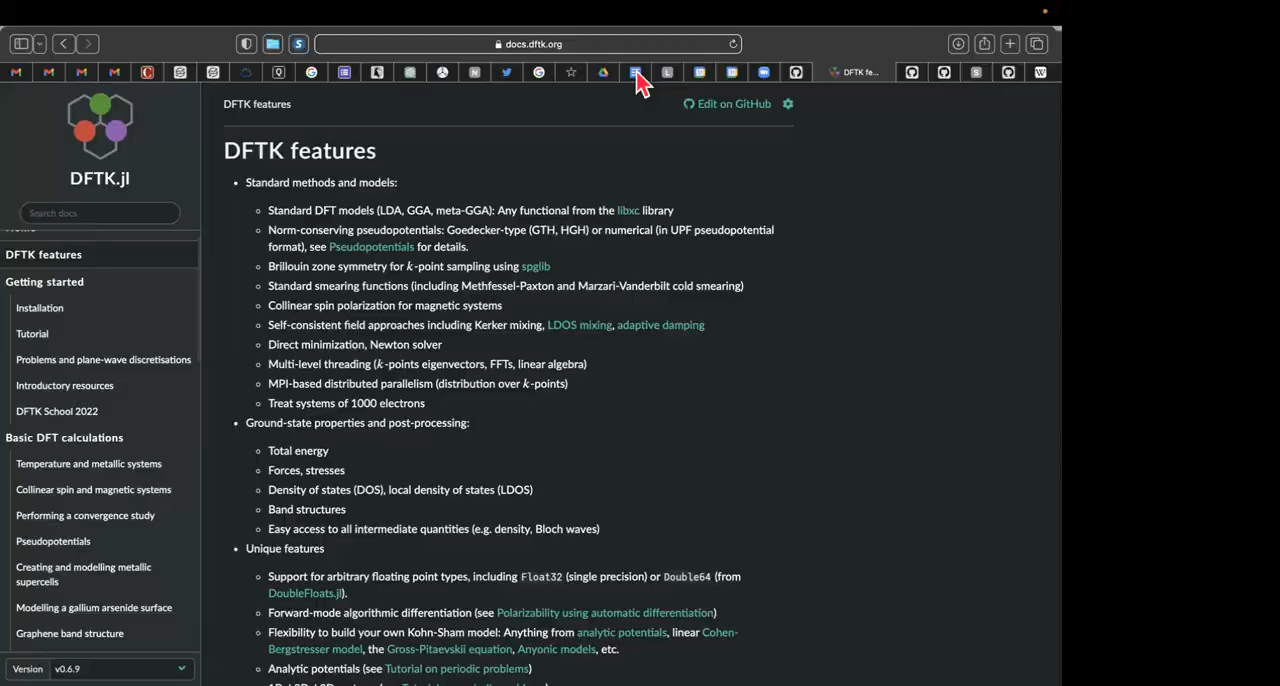 docs.dftk.org
DFTK fe...
DFTK.jl
Search docs
DFTK features
Getting started
Installation
Tutorial
Problems and plane-wave discretisations
Introductory resources
DFTK School 2022
Basic DFT calculations
Temperature and metallic systems
Collinear spin and magnetic systems
Performing a convergence study
Pseudopotentials
Creating and modelling metallic
supercells
Modelling a gallium arsenide surface
Graphene band structure
Version v0.6.9
DFTK features
Edit on GitHub
DFTK features
• Standard methods and models:
◦ Standard DFT models (LDA, GGA, meta-GGA): Any functional from the libxc library
◦ Norm-conserving pseudopotentials: Goedecker-type (GTH, HGH) or numerical (in UPF pseudopotential
format), see Pseudopotentials for details.
◦ Brillouin zone symmetry for k-point sampling using spglib
◦ Standard smearing functions (including Methfessel-Paxton and Marzari-Vanderbilt cold smearing)
◦ Collinear spin polarization for magnetic systems
◦ Self-consistent field approaches including Kerker mixing, LDOS mixing, adaptive damping
◦ Direct minimization, Newton solver
◦ Multi-level threading (k-points eigenvectors, FFTs, linear algebra)
◦ MPI-based distributed parallelism (distribution over k-points)
◦ Treat systems of 1000 electrons
• Ground-state properties and post-processing:
◦ Total energy
◦ Forces, stresses
◦ Density of states (DOS), local density of states (LDOS)
◦ Band structures
◦ Easy access to all intermediate quantities (e.g. density, Bloch waves)
• Unique features
◦ Support for arbitrary floating point types, including Float32 (single precision) or Double64 (from
DoubleFloats.jl).
◦ Forward-mode algorithmic differentiation (see Polarizability using automatic differentiation)
◦ Flexibility to build your own Kohn-Sham model: Anything from analytic potentials, linear Cohen-
Bergstresser model, the Gross-Pitaevskii equation, Anyonic models, etc.
◦ Analytic potentials (see Tutorial on periodic problems)